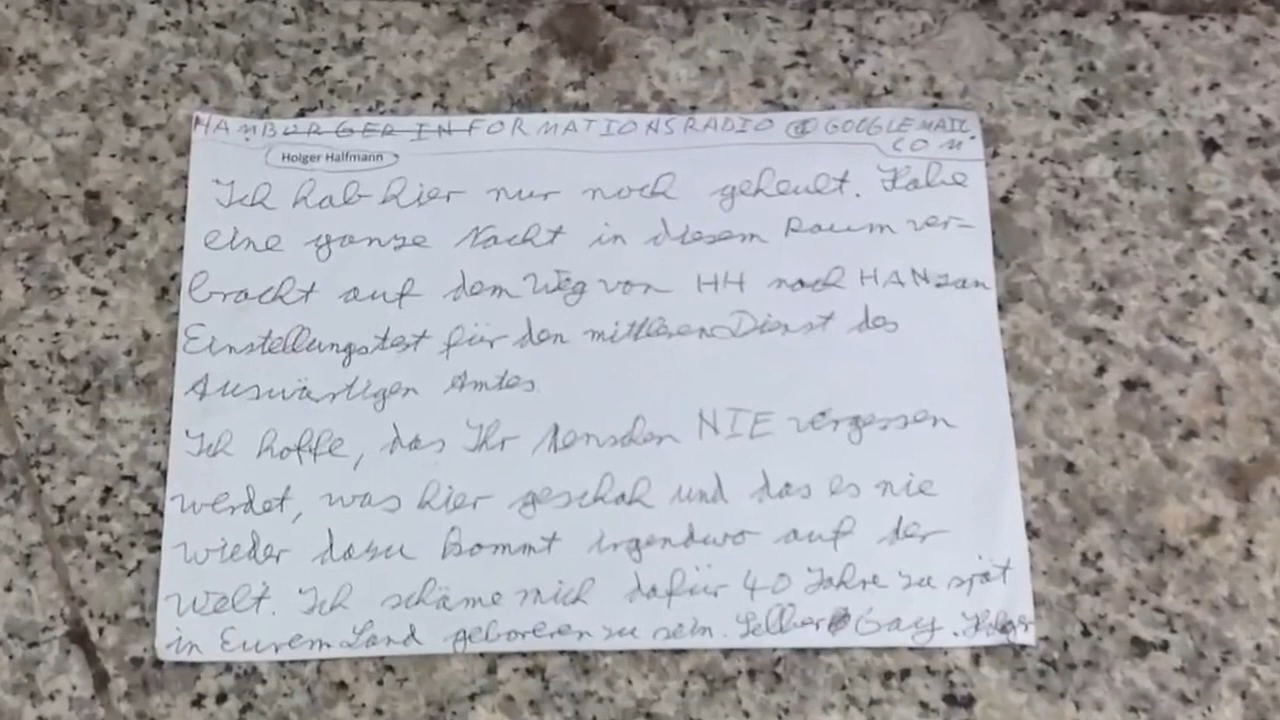 HAMBURGER INFORMATIONSRADIO @ GOOGLEMAIL.
COM
Holger Halfmann
Ich hab hier nur noch geheult. Habe
eine ganze Nacht in diesem Raum ver-
bracht auf dem Weg von HH nach HAN zan
Einstellungstest für den mittleren Dienst des
Auswärtigen Amtes.
Ich hoffe, das Ihr Menschen NIE vergessen
werdet, was hier geschah und das es nie
wieder dazu kommt irgendwo auf der
Welt. Ich schäme mich dafür 40 Jahre zu spät
in Eurem Land geboren zu sein. Selber Gay. Holger